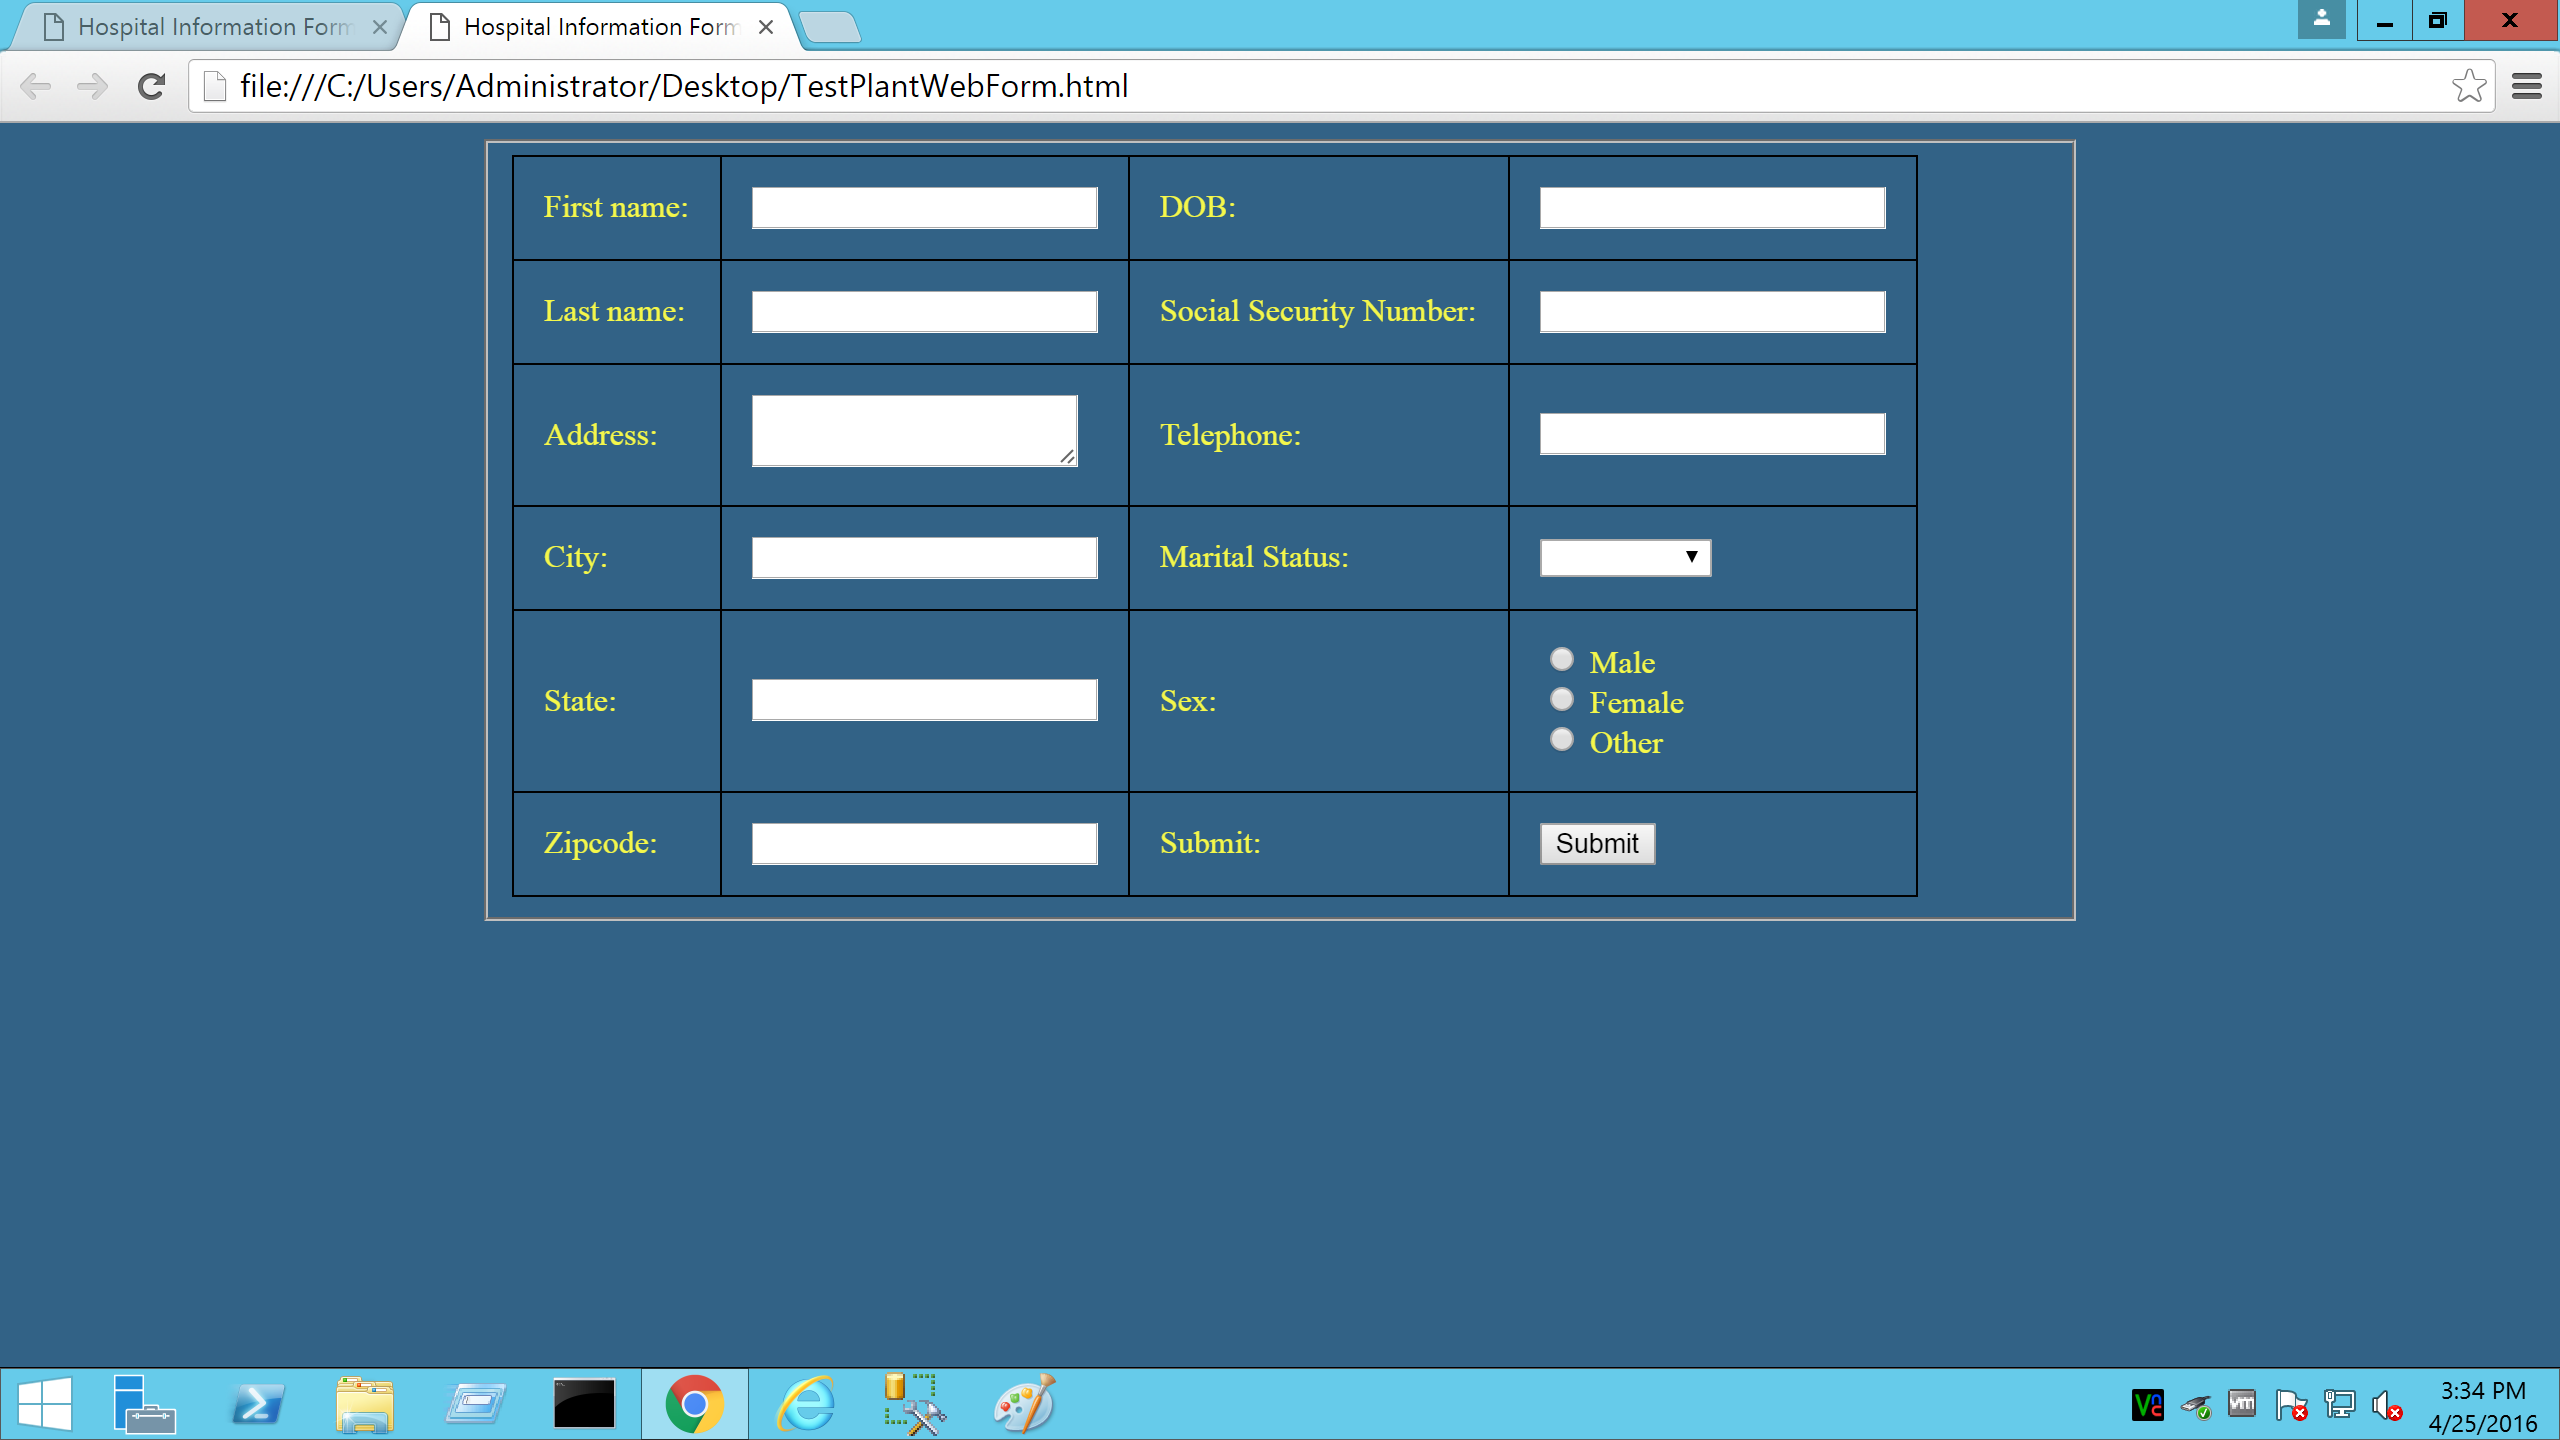 Hospital Information Form
Hospital Information Form
file:///C:/Users/Administrator/Desktop/TestPlantWebForm.html
First name: DOB:
Last name: Social Security Number:
Address: Telephone:
City: Marital Status:
Male
State: Sex: Female
Other
Zipcode: Submit: Submit
3:34 PM
4/25/2016